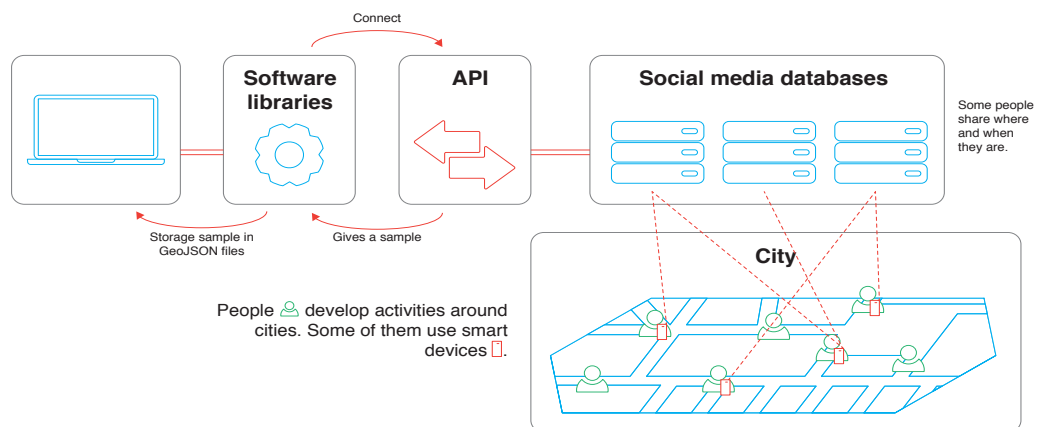 Connect
Software
libraries
API
Social media databases
Some people
share where
and when
they are.
Storage sample in
GeoJSON files
Gives a sample
City
People develop activities around
cities. Some of them use smart
devices .